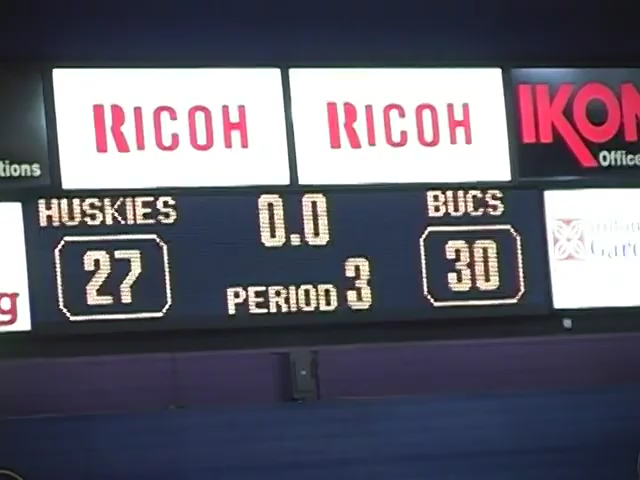 RICOH
RICOH
IKON
Office
tions
HUSKIES
0.0
BUCS
27
PERIOD 3
30
g